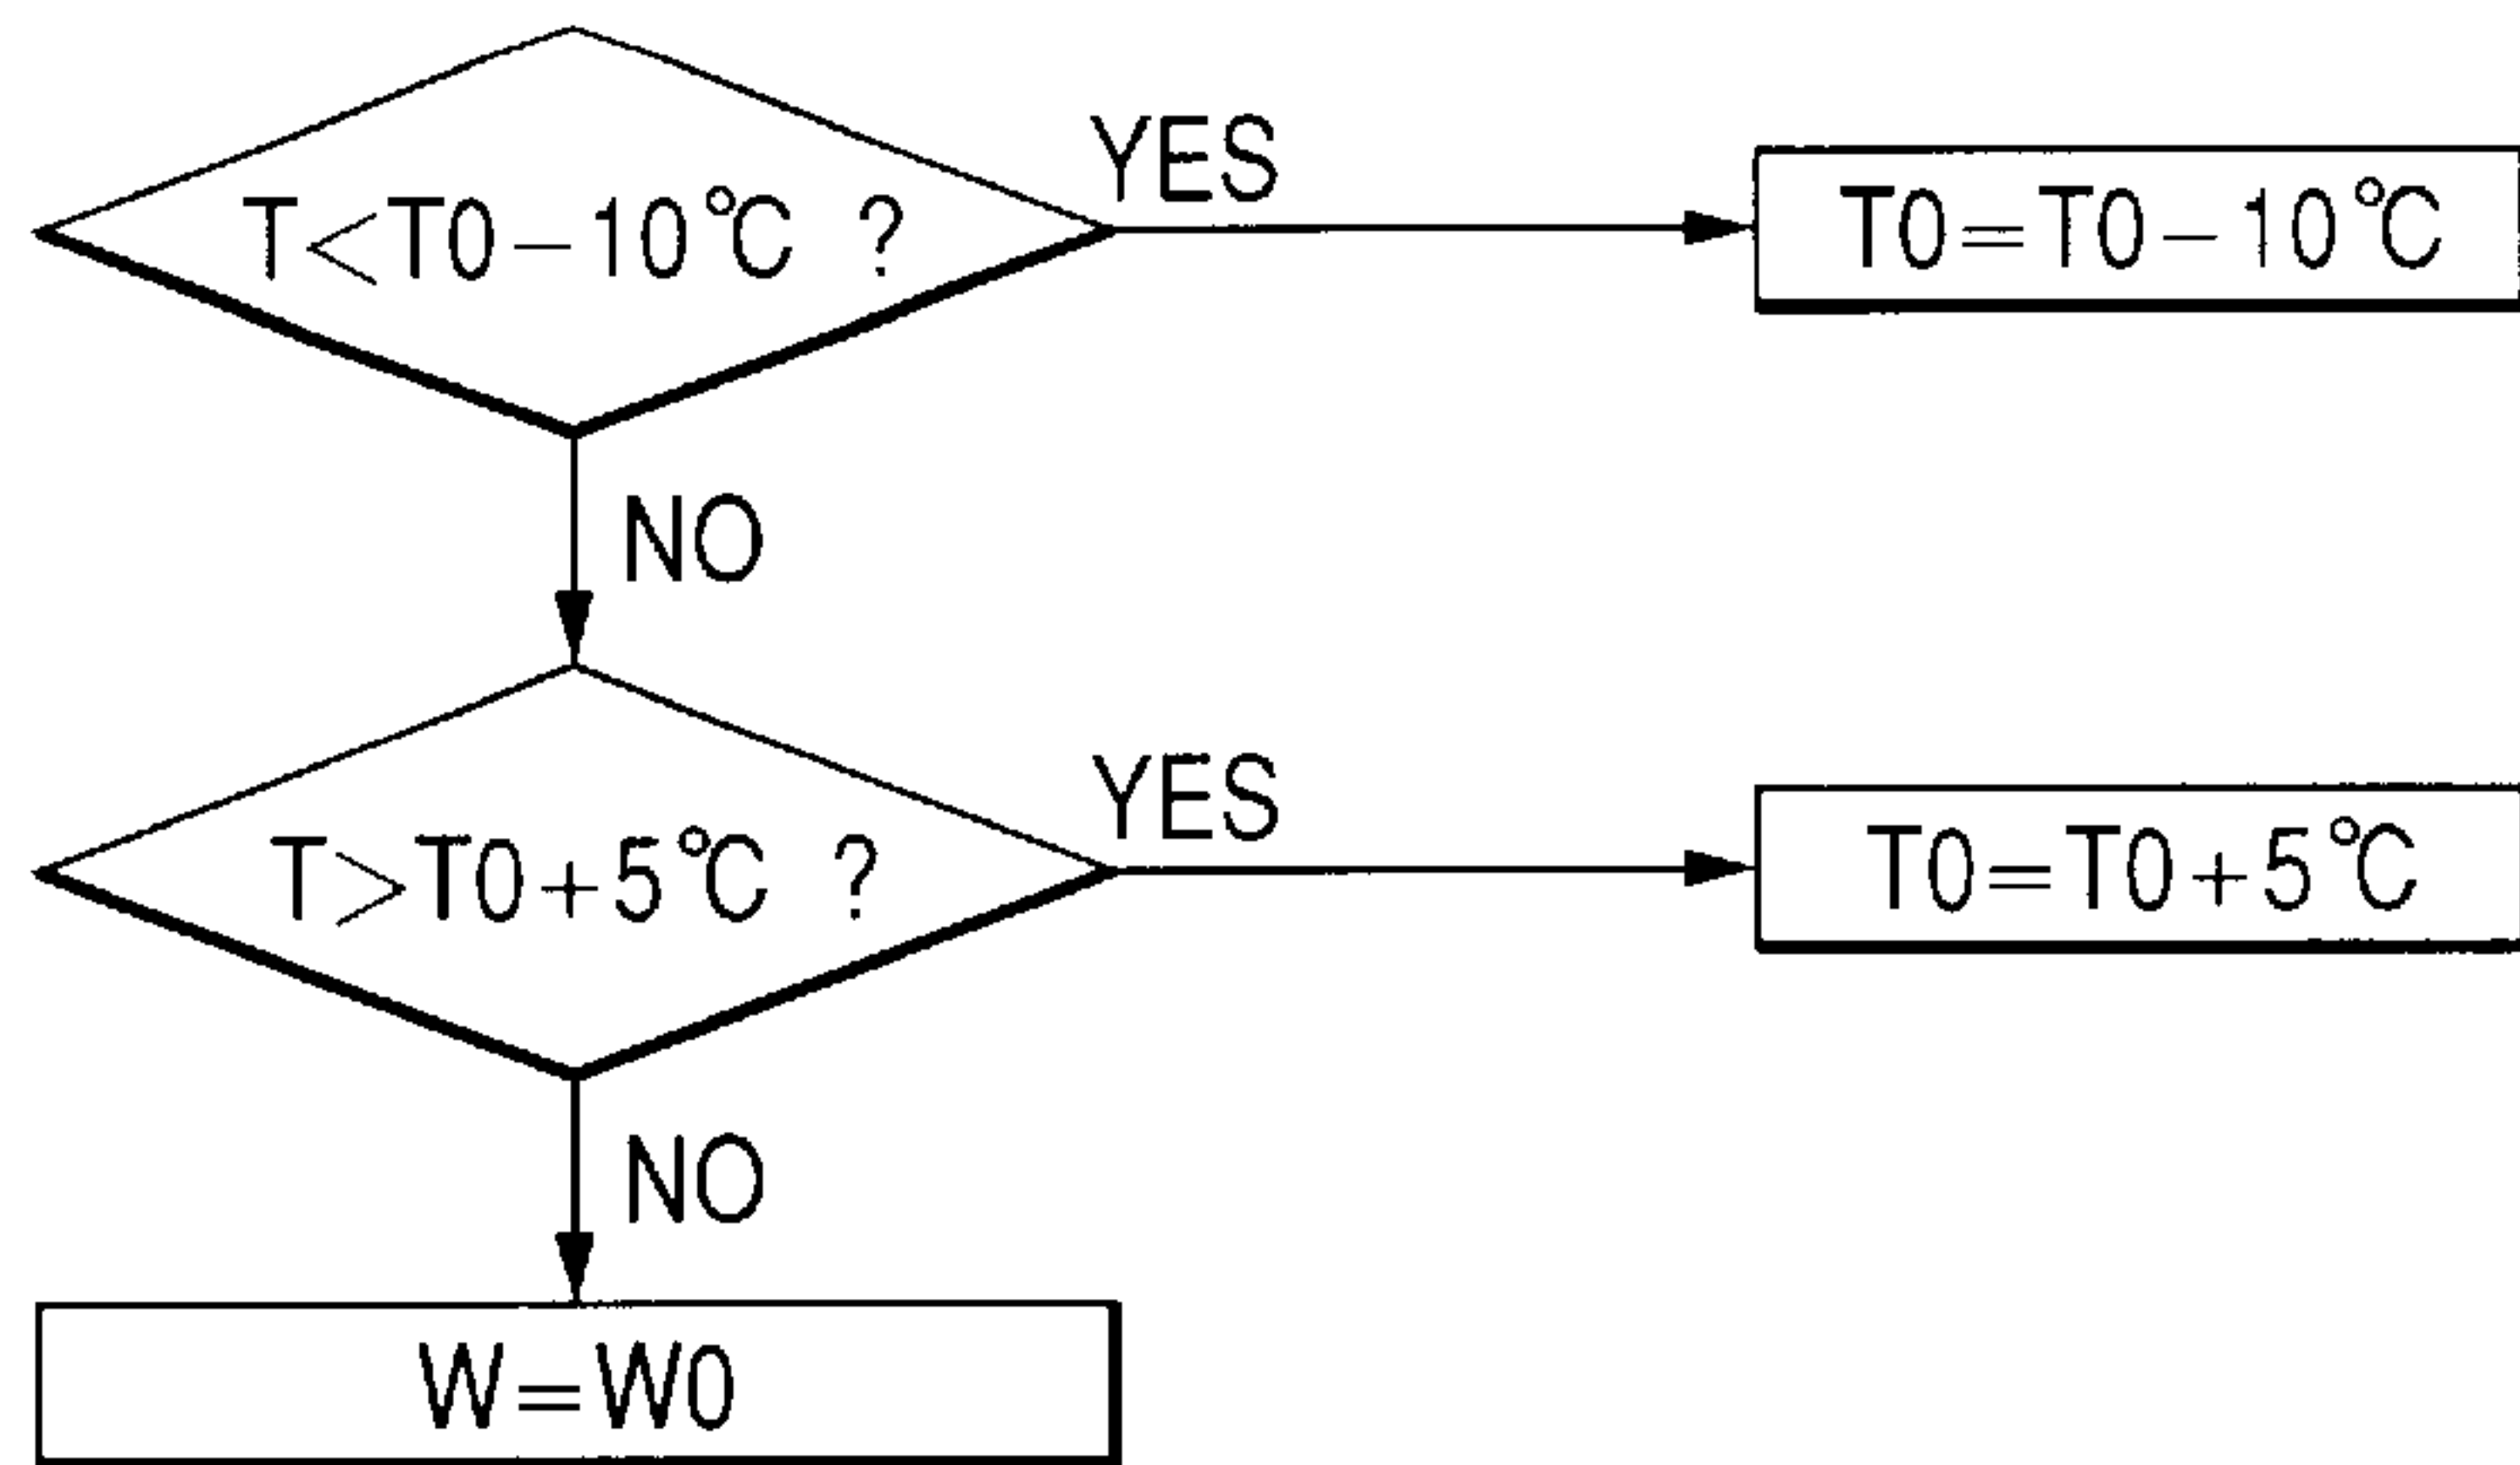 T<T0−10℃ ?
YES
T0=T0−10℃
NO
T>T0+5℃ ?
YES
T0=T0+5℃
NO
W=W0